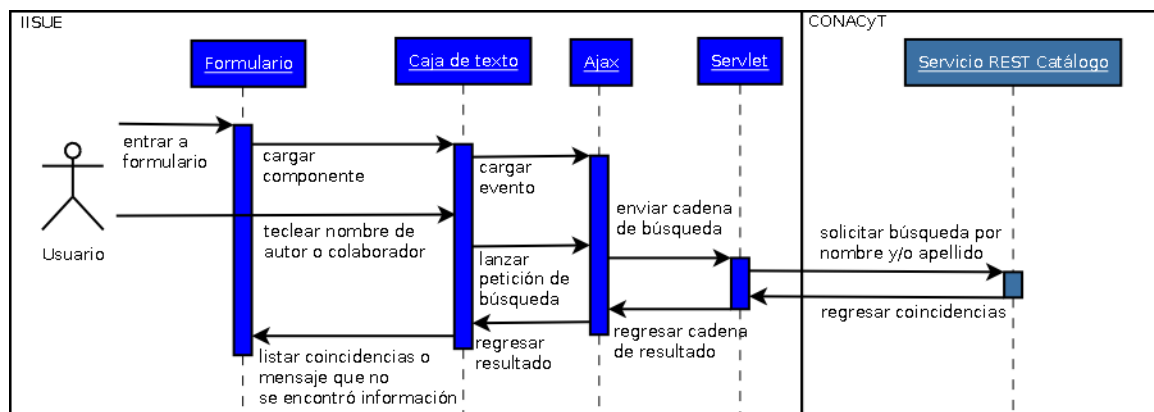 IISUE
CONACyT
Formulario
Caja de texto
Ajax
Servlet
Servicio REST Catálogo
entrar a
formulario
cargar
componente
cargar
evento
Usuario
teclear nombre de
autor o colaborador
enviar cadena
de búsqueda
lanzar
petición de
búsqueda
solicitar búsqueda por
nombre y/o apellido
regresar coincidencias
regresar cadena
de resultado
regresar
resultado
listar coincidencias o
mensaje que no
se encontró información